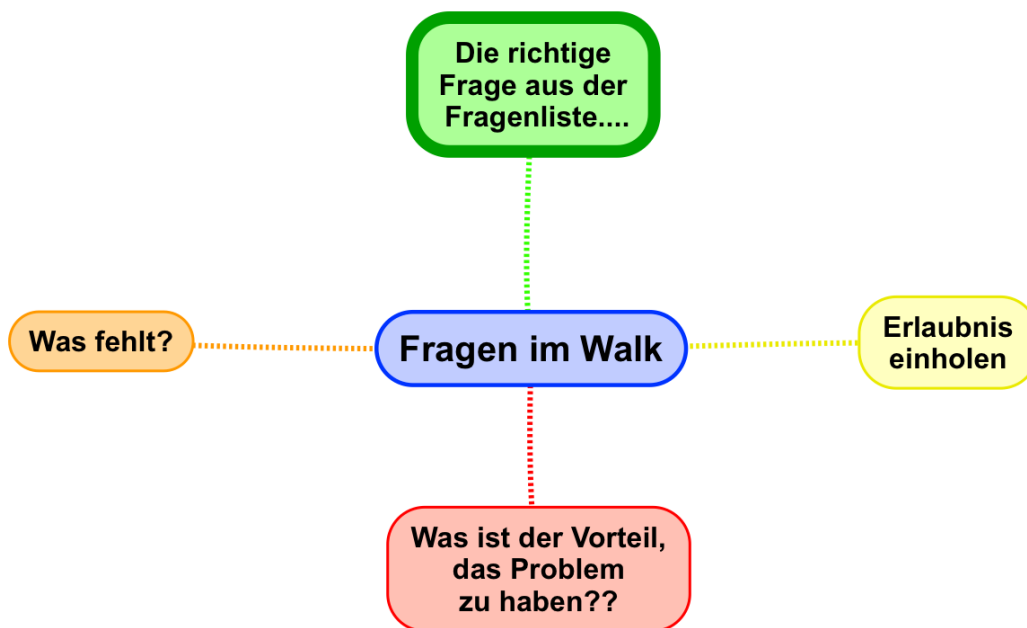 Die richtige
Frage aus der
Fragenliste....
Was fehlt?
Fragen im Walk
Erlaubnis
einholen
Was ist der Vorteil,
das Problem
zu haben??